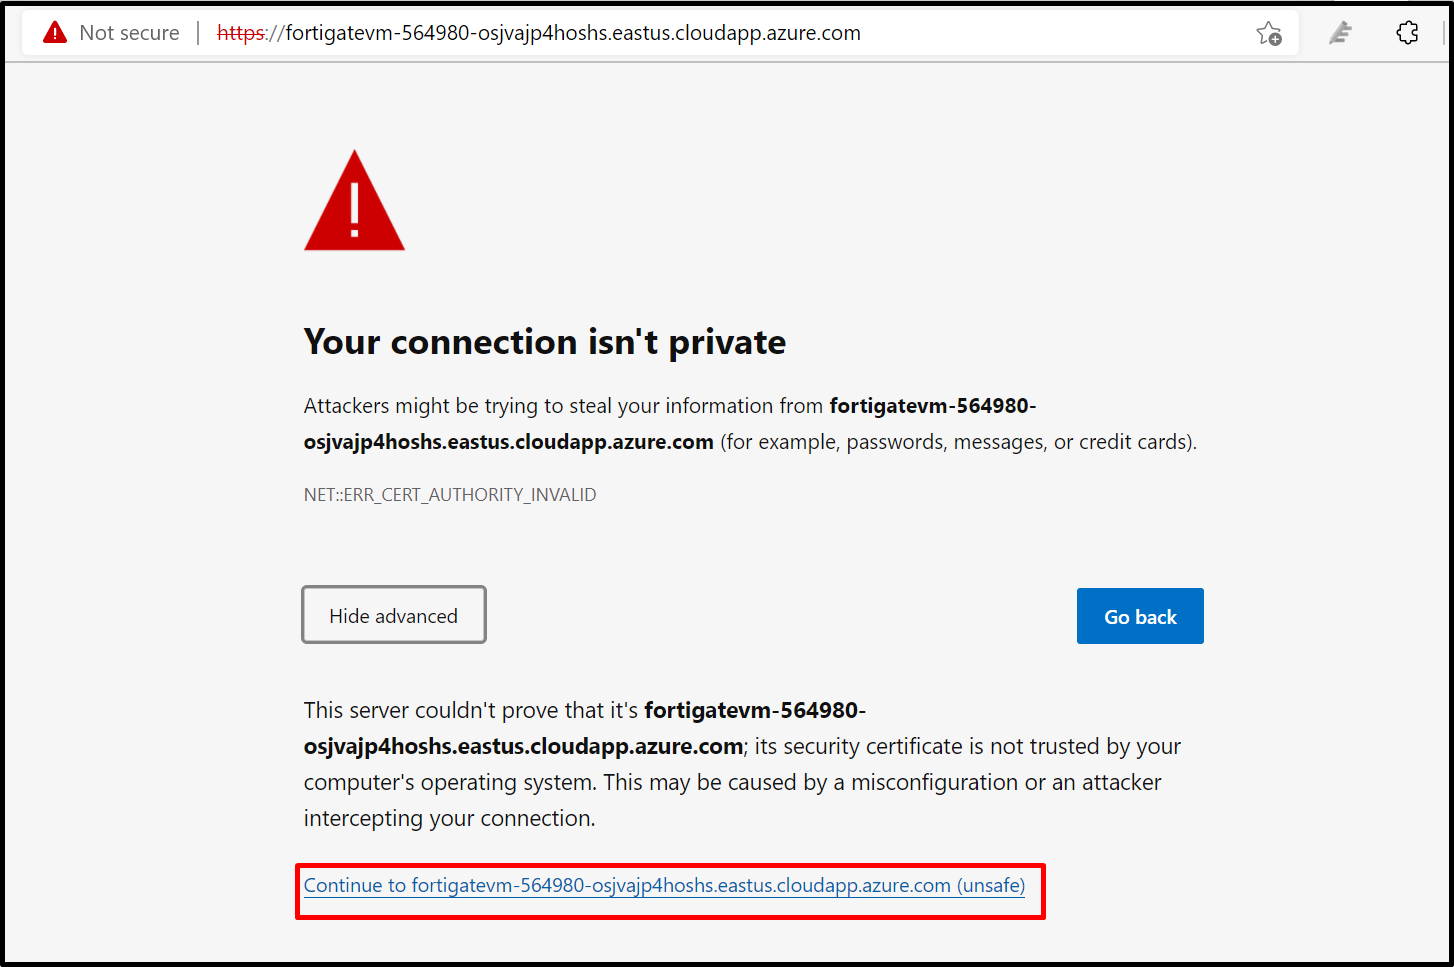 Not secure | https://fortigatevm-564980-osjvajp4hoshs.eastus.cloudapp.azure.com
Your connection isn't private
Attackers might be trying to steal your information from fortigatevm-564980-
osjvajp4hoshs.eastus.cloudapp.azure.com (for example, passwords, messages, or credit cards).
NET::ERR_CERT_AUTHORITY_INVALID
Hide advanced
Go back
This server couldn't prove that it's fortigatevm-564980-
osjvajp4hoshs.eastus.cloudapp.azure.com; its security certificate is not trusted by your
computer's operating system. This may be caused by a misconfiguration or an attacker
intercepting your connection.
Continue to fortigatevm-564980-osjvajp4hoshs.eastus.cloudapp.azure.com (unsafe)